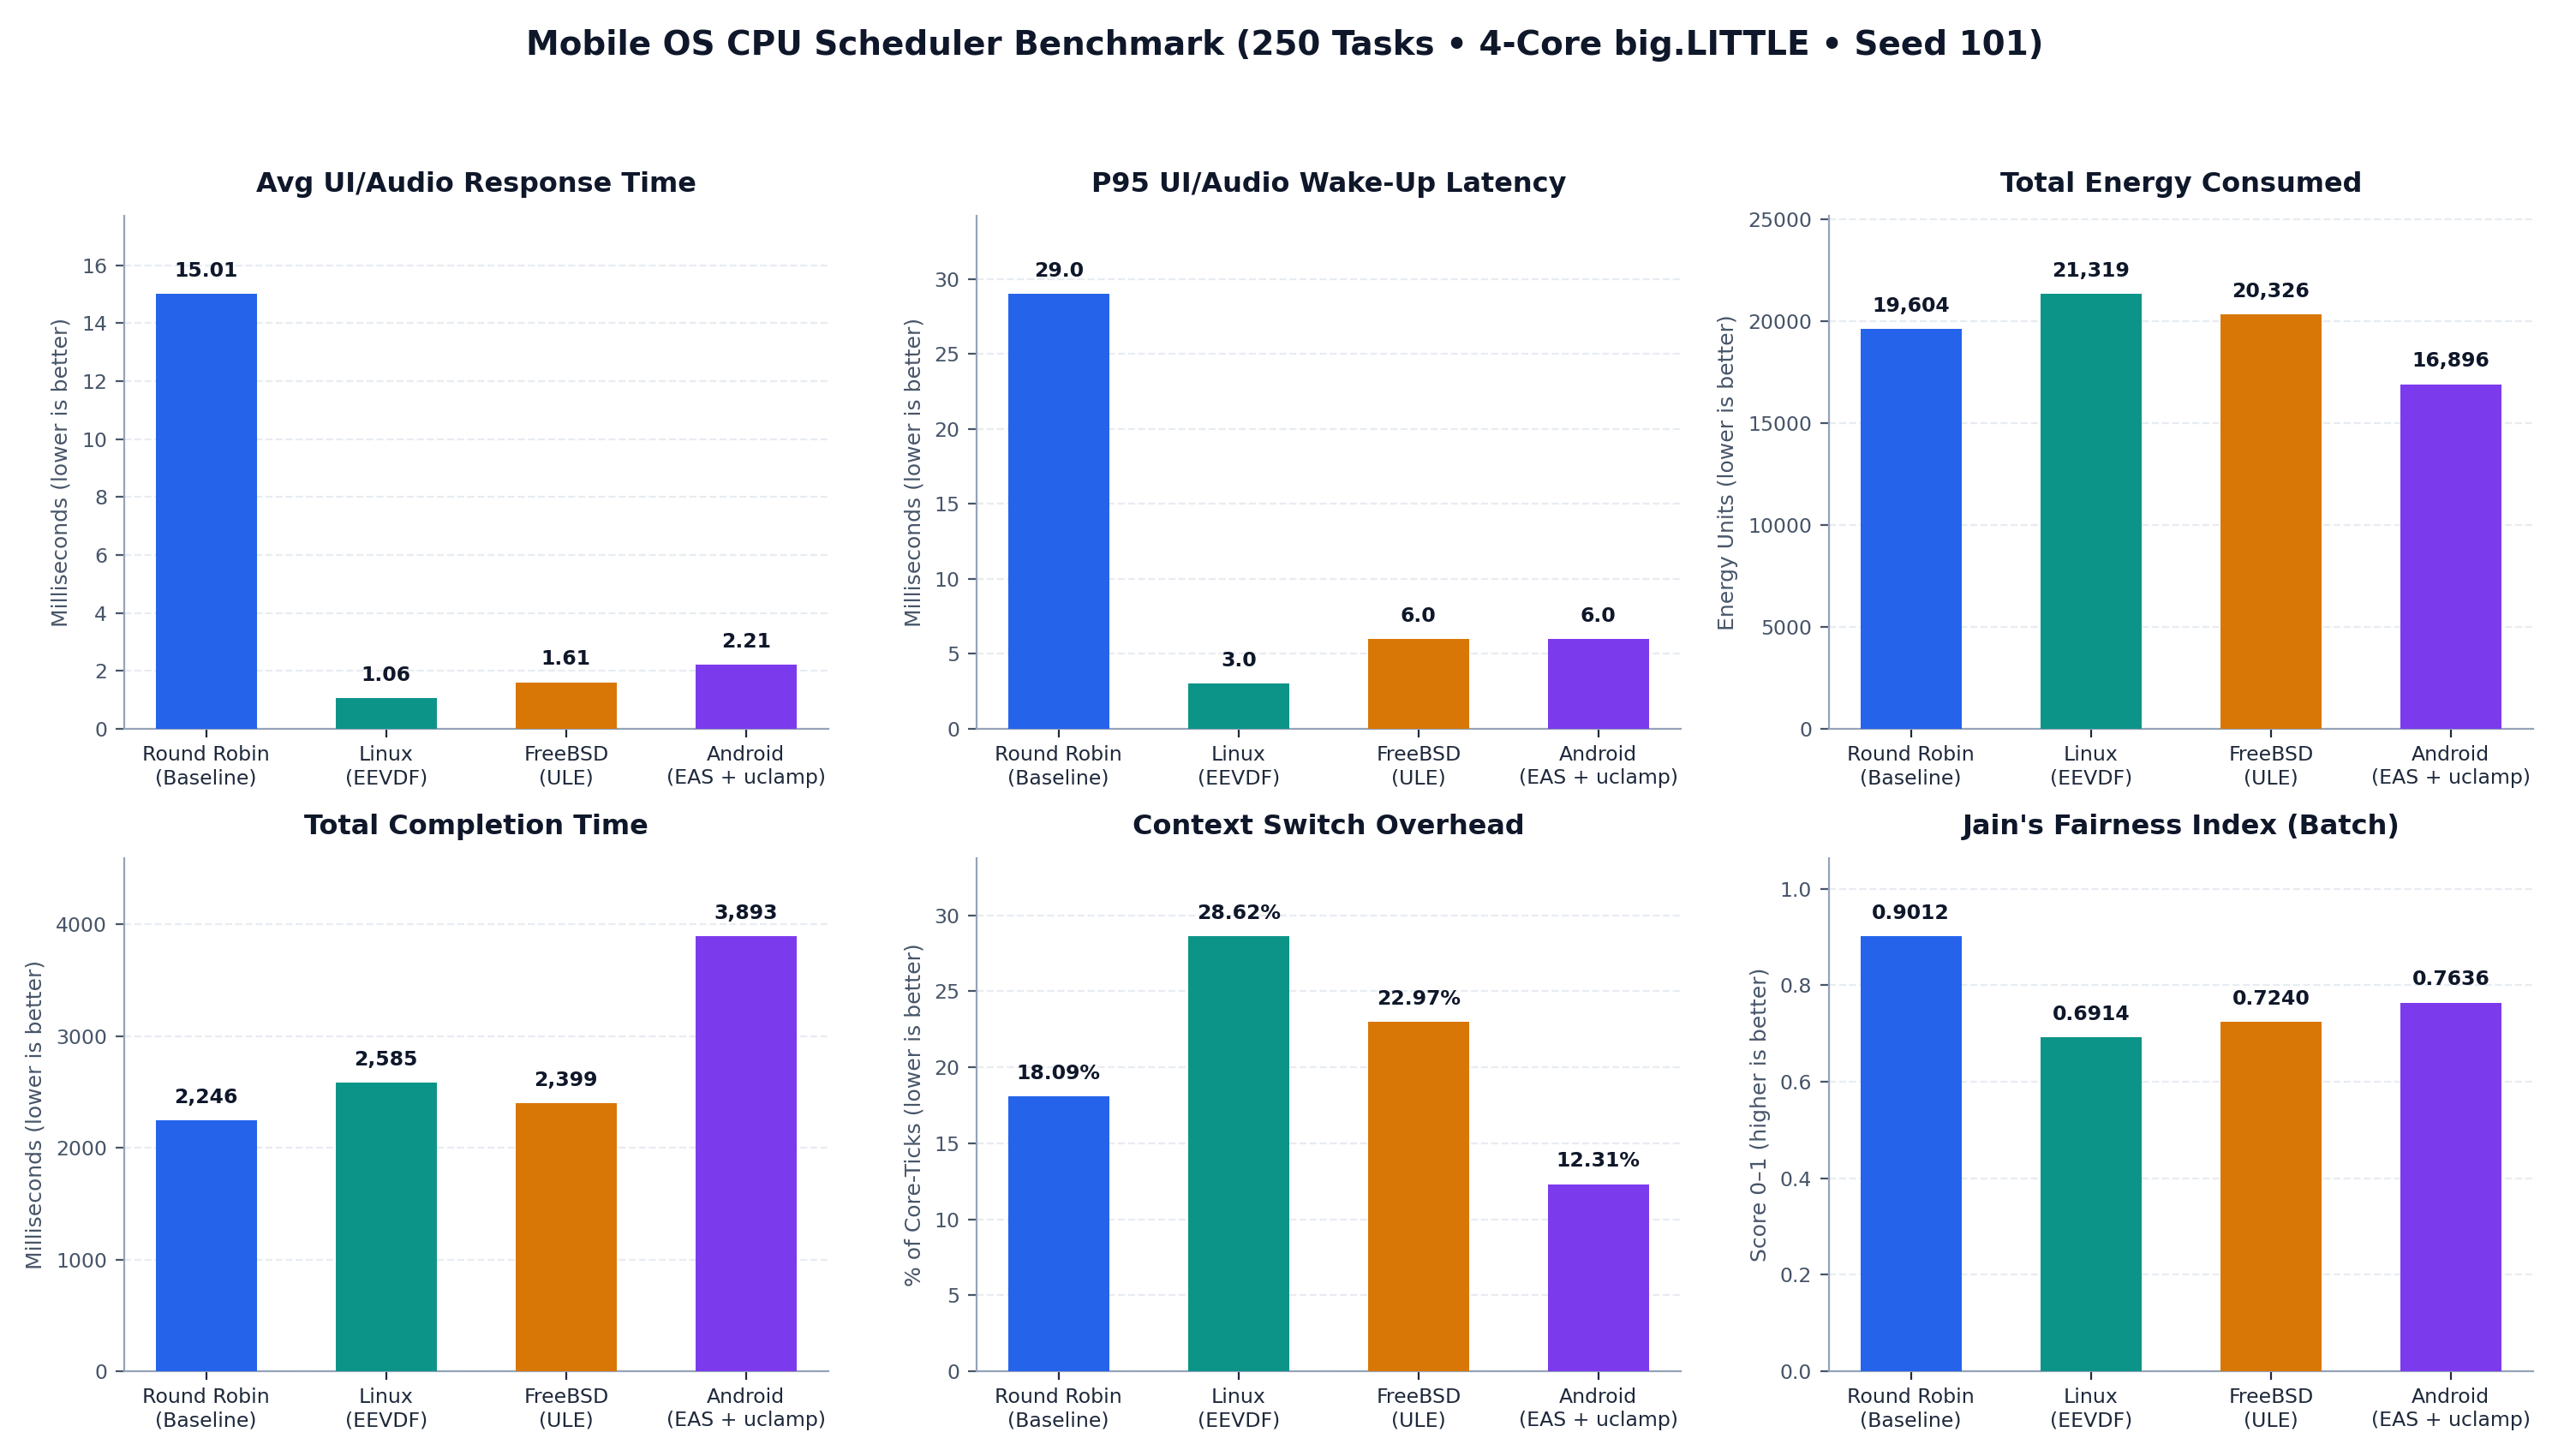 Mobile OS CPU Scheduler Benchmark (250 Tasks • 4-Core big.LITTLE • Seed 101)
Avg UI/Audio Response Time
Milliseconds (lower is better)
16
14
12
10
8
6
4
2
0
15.01
1.06
1.61
2.21
Round Robin
(Baseline)
Linux
(EEVDF)
FreeBSD
(ULE)
Android
(EAS + uclamp)
P95 UI/Audio Wake-Up Latency
Milliseconds (lower is better)
30
25
20
15
10
5
0
29.0
3.0
6.0
6.0
Round Robin
(Baseline)
Linux
(EEVDF)
FreeBSD
(ULE)
Android
(EAS + uclamp)
Total Energy Consumed
Energy Units (lower is better)
25000
20000
15000
10000
5000
0
19,604
21,319
20,326
16,896
Round Robin
(Baseline)
Linux
(EEVDF)
FreeBSD
(ULE)
Android
(EAS + uclamp)
Total Completion Time
Milliseconds (lower is better)
4000
3000
2000
1000
0
2,246
2,585
2,399
3,893
Round Robin
(Baseline)
Linux
(EEVDF)
FreeBSD
(ULE)
Android
(EAS + uclamp)
Context Switch Overhead
% of Core-Ticks (lower is better)
30
25
20
15
10
5
0
18.09%
28.62%
22.97%
12.31%
Round Robin
(Baseline)
Linux
(EEVDF)
FreeBSD
(ULE)
Android
(EAS + uclamp)
Jain's Fairness Index (Batch)
Score 0–1 (higher is better)
1.0
0.8
0.6
0.4
0.2
0.0
0.9012
0.6914
0.7240
0.7636
Round Robin
(Baseline)
Linux
(EEVDF)
FreeBSD
(ULE)
Android
(EAS + uclamp)